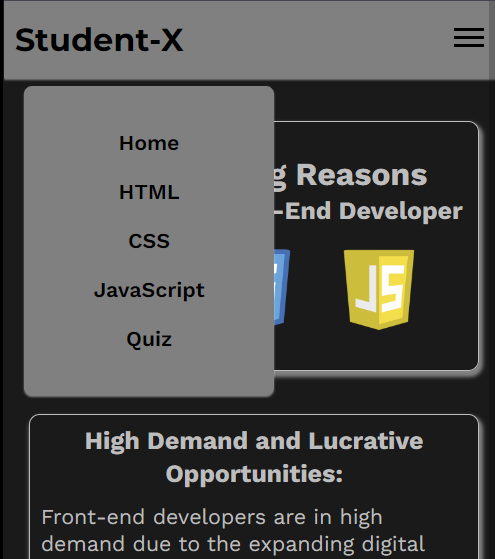 Student-X
Home
HTML
CSS
JavaScript
Quiz
g Reasons
-End Developer
JS
High Demand and Lucrative
Opportunities:
Front-end developers are in high
demand due to the expanding digital